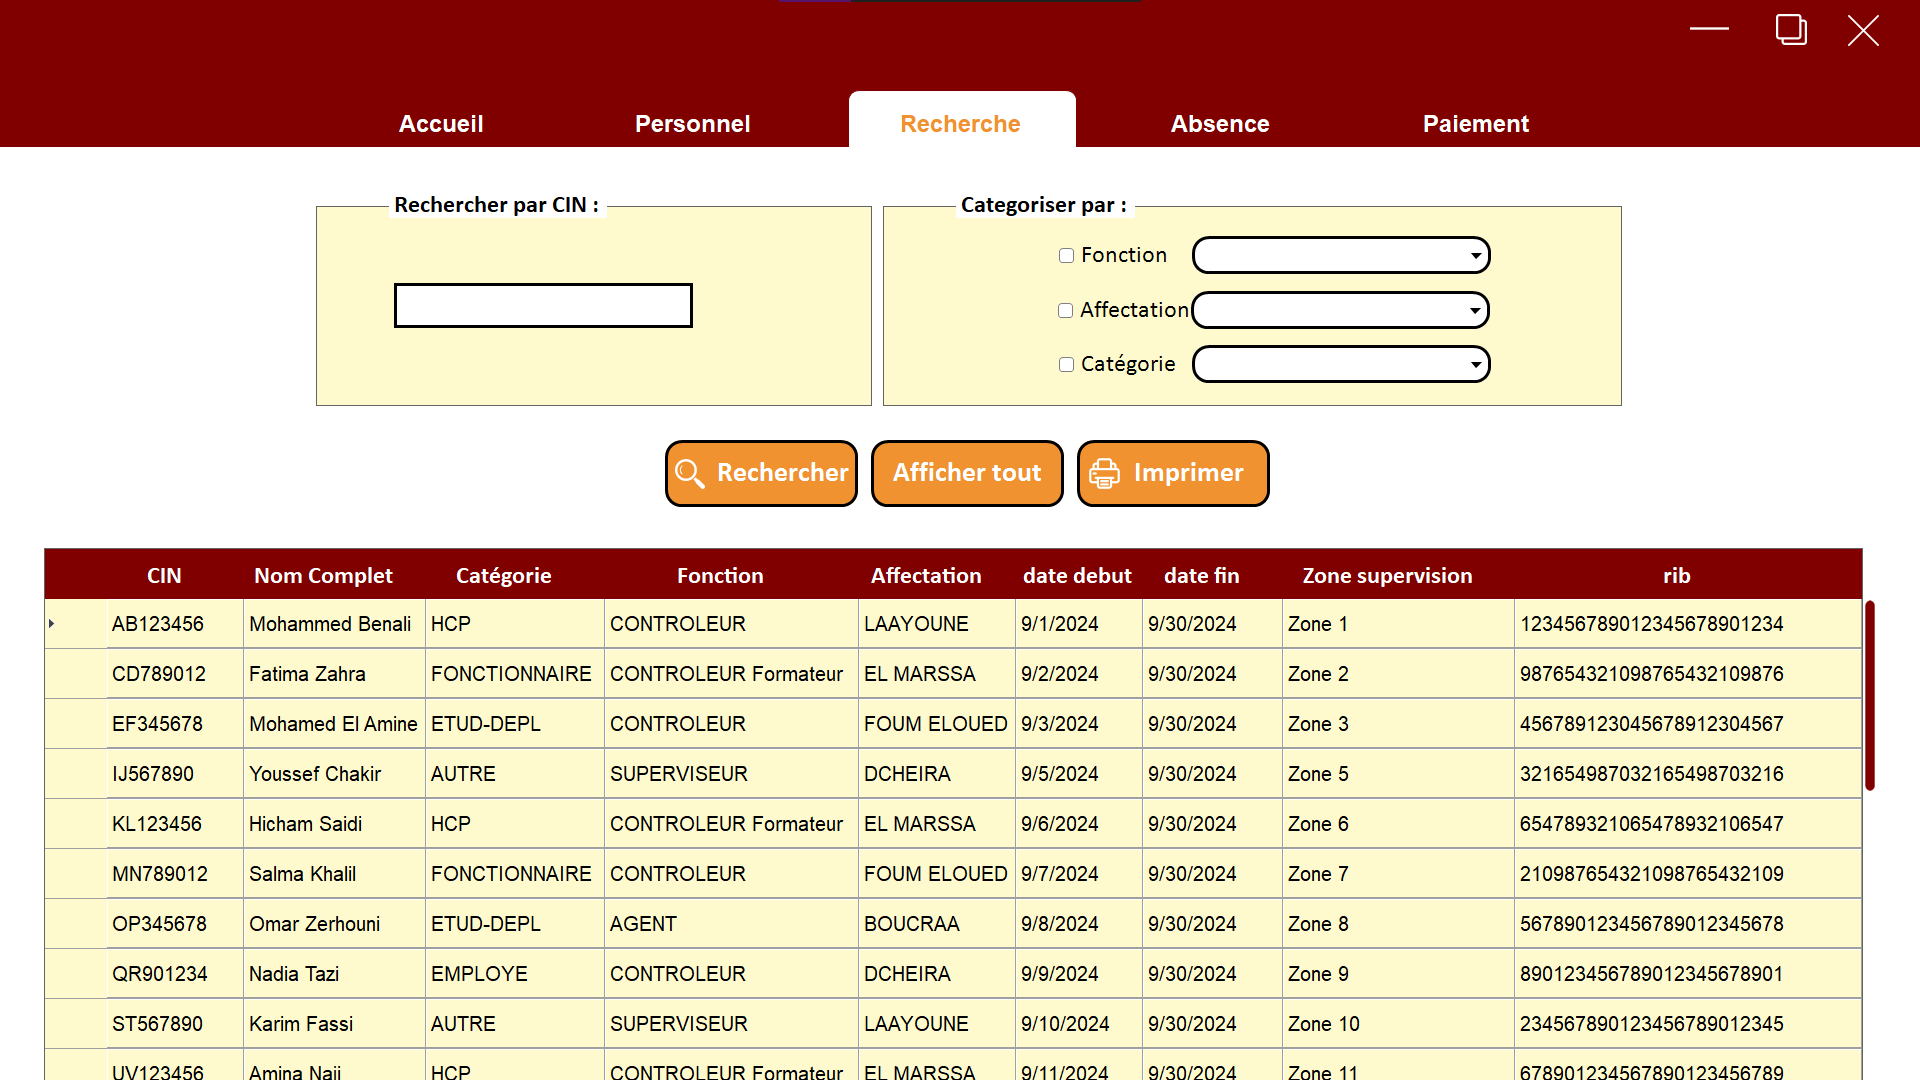 Accueil Personnel Recherche Absence Paiement
Rechercher par CIN : Categoriser par :
Fonction
Affectation
Catégorie
Rechercher Afficher tout Imprimer
CIN Nom Complet Catégorie Fonction Affectation date debut date fin Zone supervision rib
AB123456 Mohammed Benali HCP CONTROLEUR LAAYOUNE 9/1/2024 9/30/2024 Zone 1 123456789012345678901234
CD789012 Fatima Zahra FONCTIONNAIRE CONTROLEUR Formateur EL MARSSA 9/2/2024 9/30/2024 Zone 2 987654321098765432109876
EF345678 Mohamed El Amine ETUD-DEPL CONTROLEUR FOUM ELOUED 9/3/2024 9/30/2024 Zone 3 456789123045678912304567
IJ567890 Youssef Chakir AUTRE SUPERVISEUR DCHEIRA 9/5/2024 9/30/2024 Zone 5 321654987032165498703216
KL123456 Hicham Saidi HCP CONTROLEUR Formateur EL MARSSA 9/6/2024 9/30/2024 Zone 6 654789321065478932106547
MN789012 Salma Khalil FONCTIONNAIRE CONTROLEUR FOUM ELOUED 9/7/2024 9/30/2024 Zone 7 210987654321098765432109
OP345678 Omar Zerhouni ETUD-DEPL AGENT BOUCRAA 9/8/2024 9/30/2024 Zone 8 567890123456789012345678
QR901234 Nadia Tazi EMPLOYE CONTROLEUR DCHEIRA 9/9/2024 9/30/2024 Zone 9 890123456789012345678901
ST567890 Karim Fassi AUTRE SUPERVISEUR LAAYOUNE 9/10/2024 9/30/2024 Zone 10 234567890123456789012345
UV123456 Amina Naji HCP CONTROLEUR Formateur EL MARSSA 9/11/2024 9/30/2024 Zone 11 678901234567890123456789